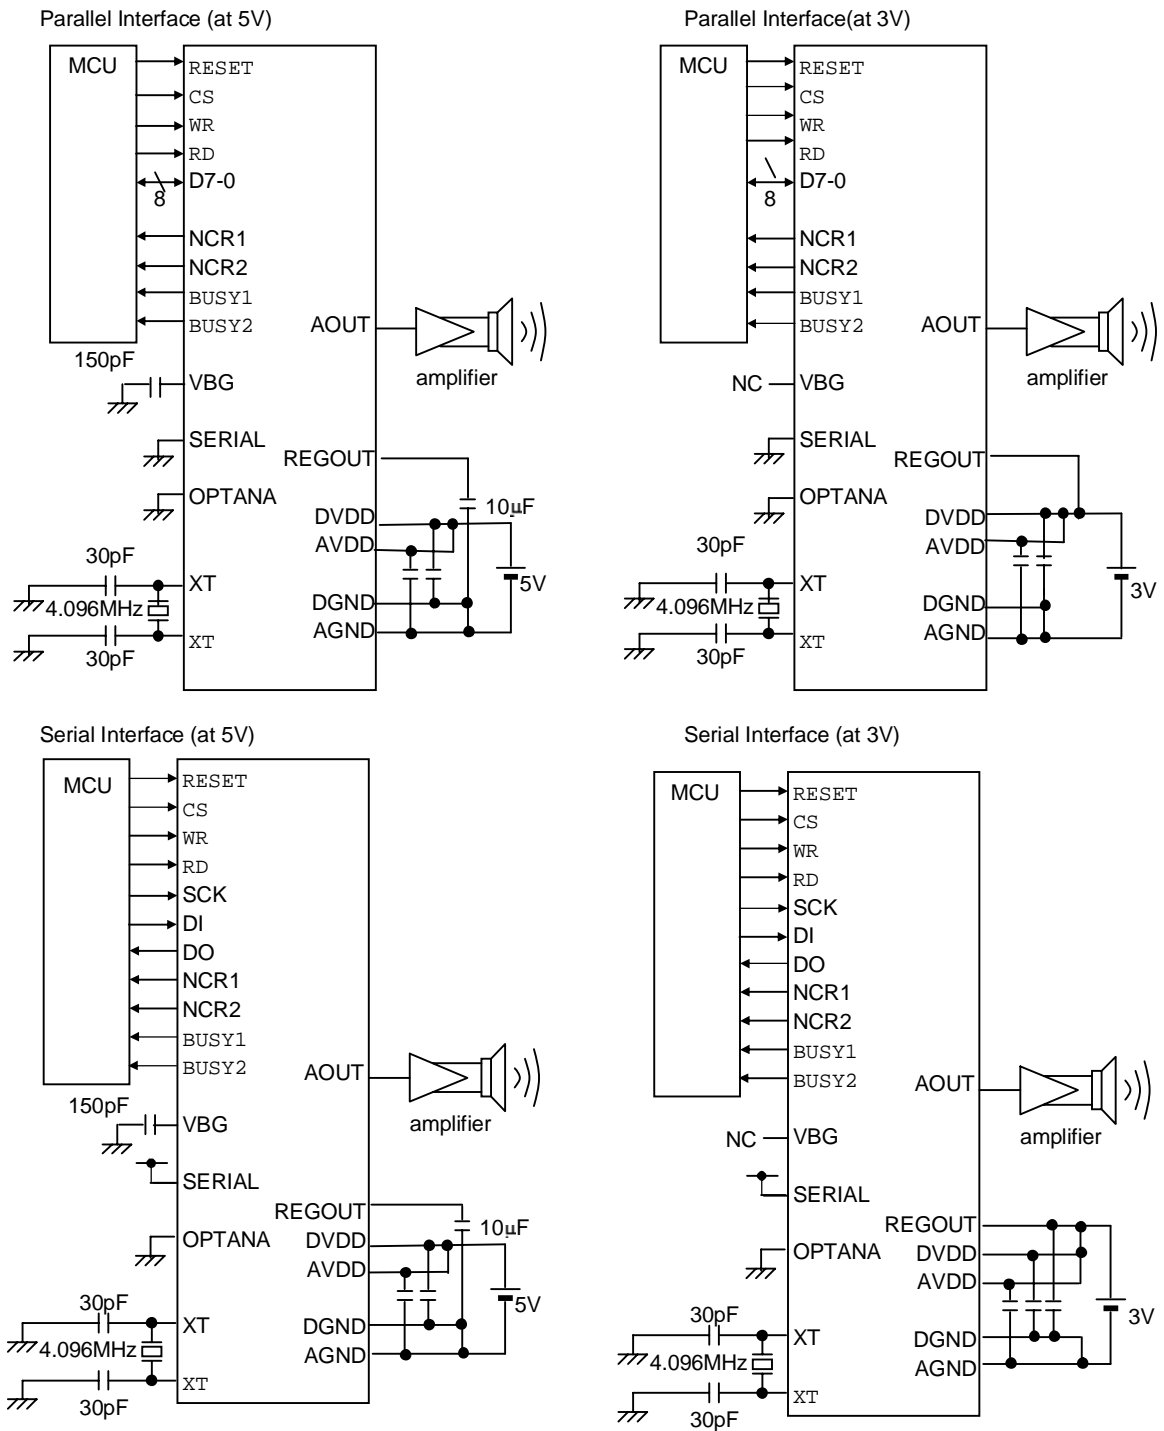 Parallel Interface (at 5V)
MCU
RESET
CS
WR
RD
D7-0
8
NCR1
NCR2
BUSY1
BUSY2
AOUT
amplifier
150pF
VBG
SERIAL
REGOUT
OPTANA
10µF
DVDD
AVDD
30pF
XT
5V
4.096MHz
DGND
AGND
XT
30pF
Parallel Interface(at 3V)
MCU
RESET
CS
WR
RD
D7-0
8
NCR1
NCR2
BUSY1
BUSY2
AOUT
amplifier
NC
VBG
SERIAL
REGOUT
OPTANA
DVDD
AVDD
30pF
XT
3V
4.096MHz
DGND
AGND
XT
30pF
Serial Interface (at 5V)
MCU
RESET
CS
WR
RD
SCK
DI
DO
NCR1
NCR2
BUSY1
BUSY2
AOUT
amplifier
150pF
VBG
SERIAL
REGOUT
10µF
OPTANA
DVDD
AVDD
30pF
5V
XT
4.096MHz
DGND
AGND
XT
30pF
Serial Interface (at 3V)
MCU
RESET
CS
WR
RD
SCK
DI
DO
NCR1
NCR2
BUSY1
BUSY2
AOUT
amplifier
NC
VBG
SERIAL
REGOUT
OPTANA
DVDD
AVDD
30pF
3V
XT
4.096MHz
DGND
AGND
XT
30pF